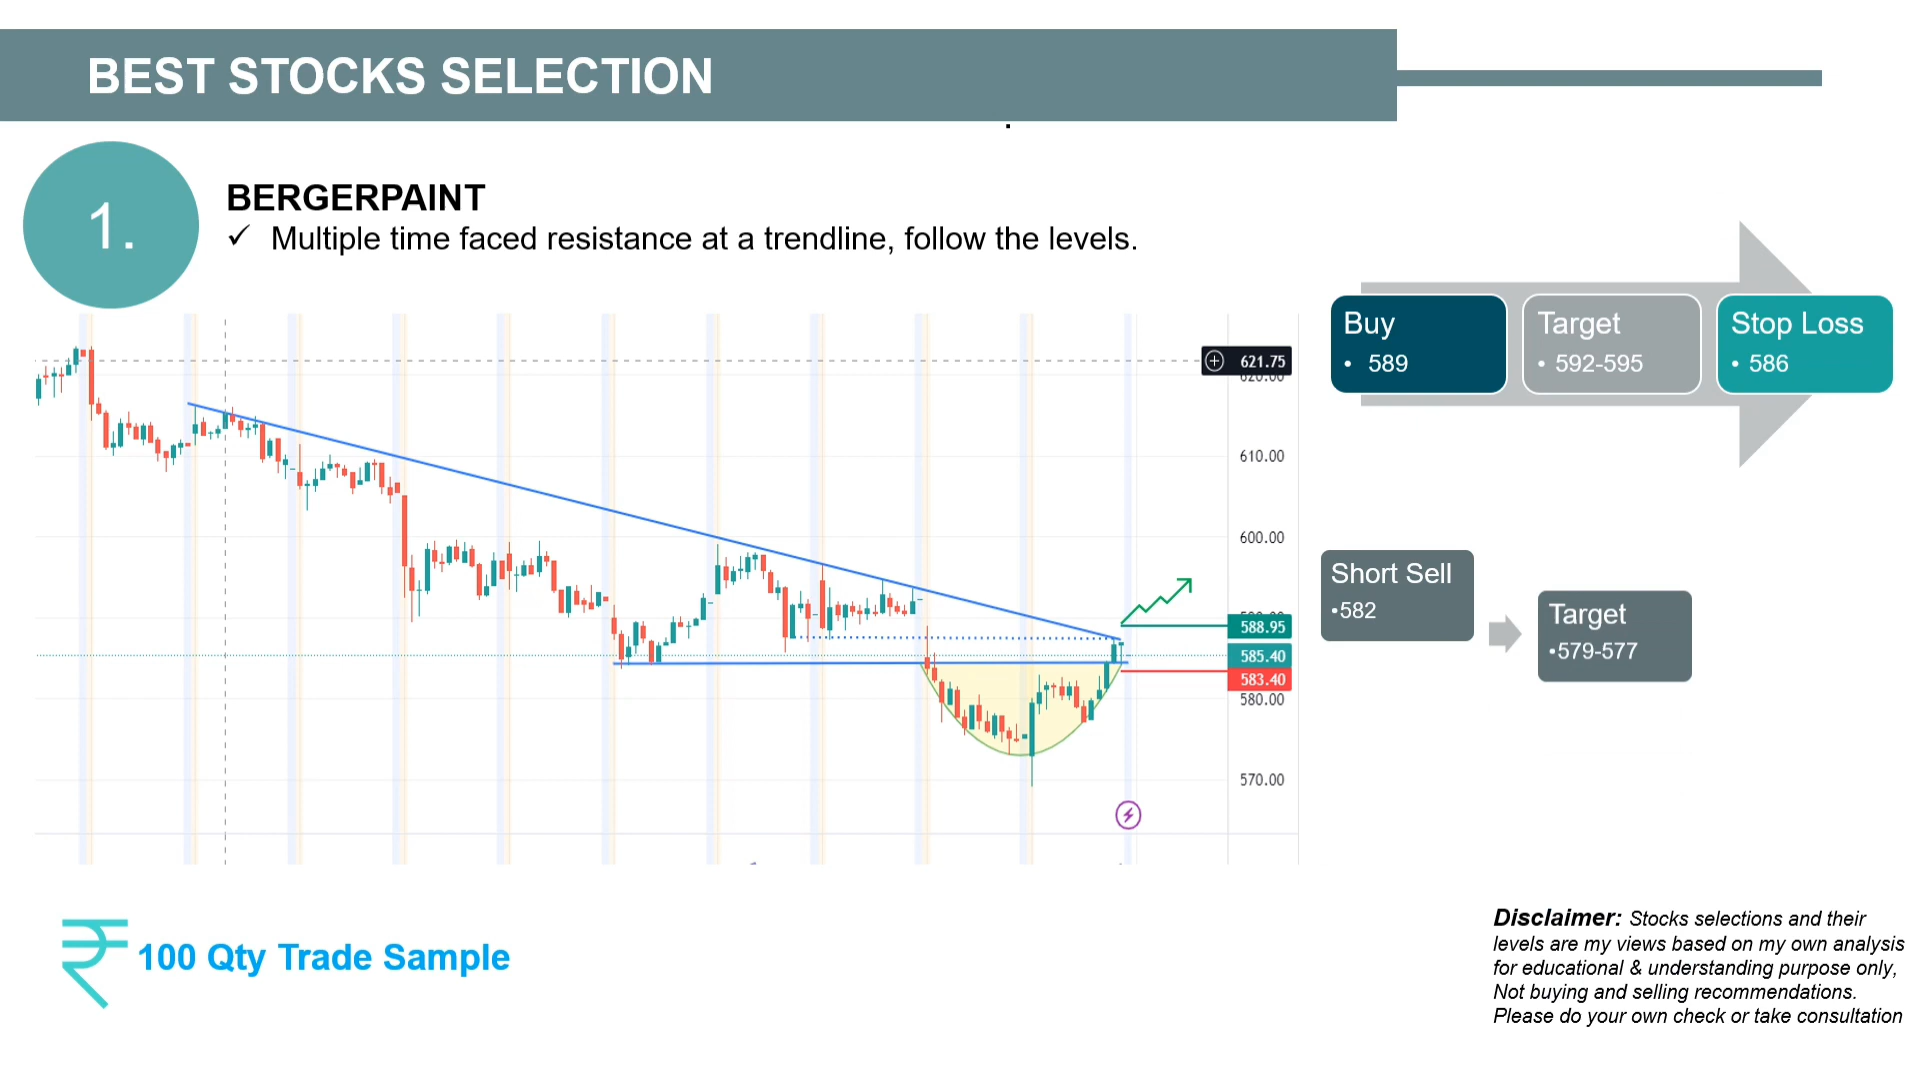 BEST STOCKS SELECTION
.
1.
BERGERPAINT
✓ Multiple time faced resistance at a trendline, follow the levels.
Buy
• 589
Target
• 592-595
Stop Loss
• 586
621.75
620.00
610.00
600.00
590.00
588.95
585.40
583.40
580.00
570.00
Short Sell
•582
Target
•579-577
₹ 100 Qty Trade Sample
Disclaimer: Stocks selections and their
levels are my views based on my own analysis
for educational & understanding purpose only,
Not buying and selling recommendations.
Please do your own check or take consultation